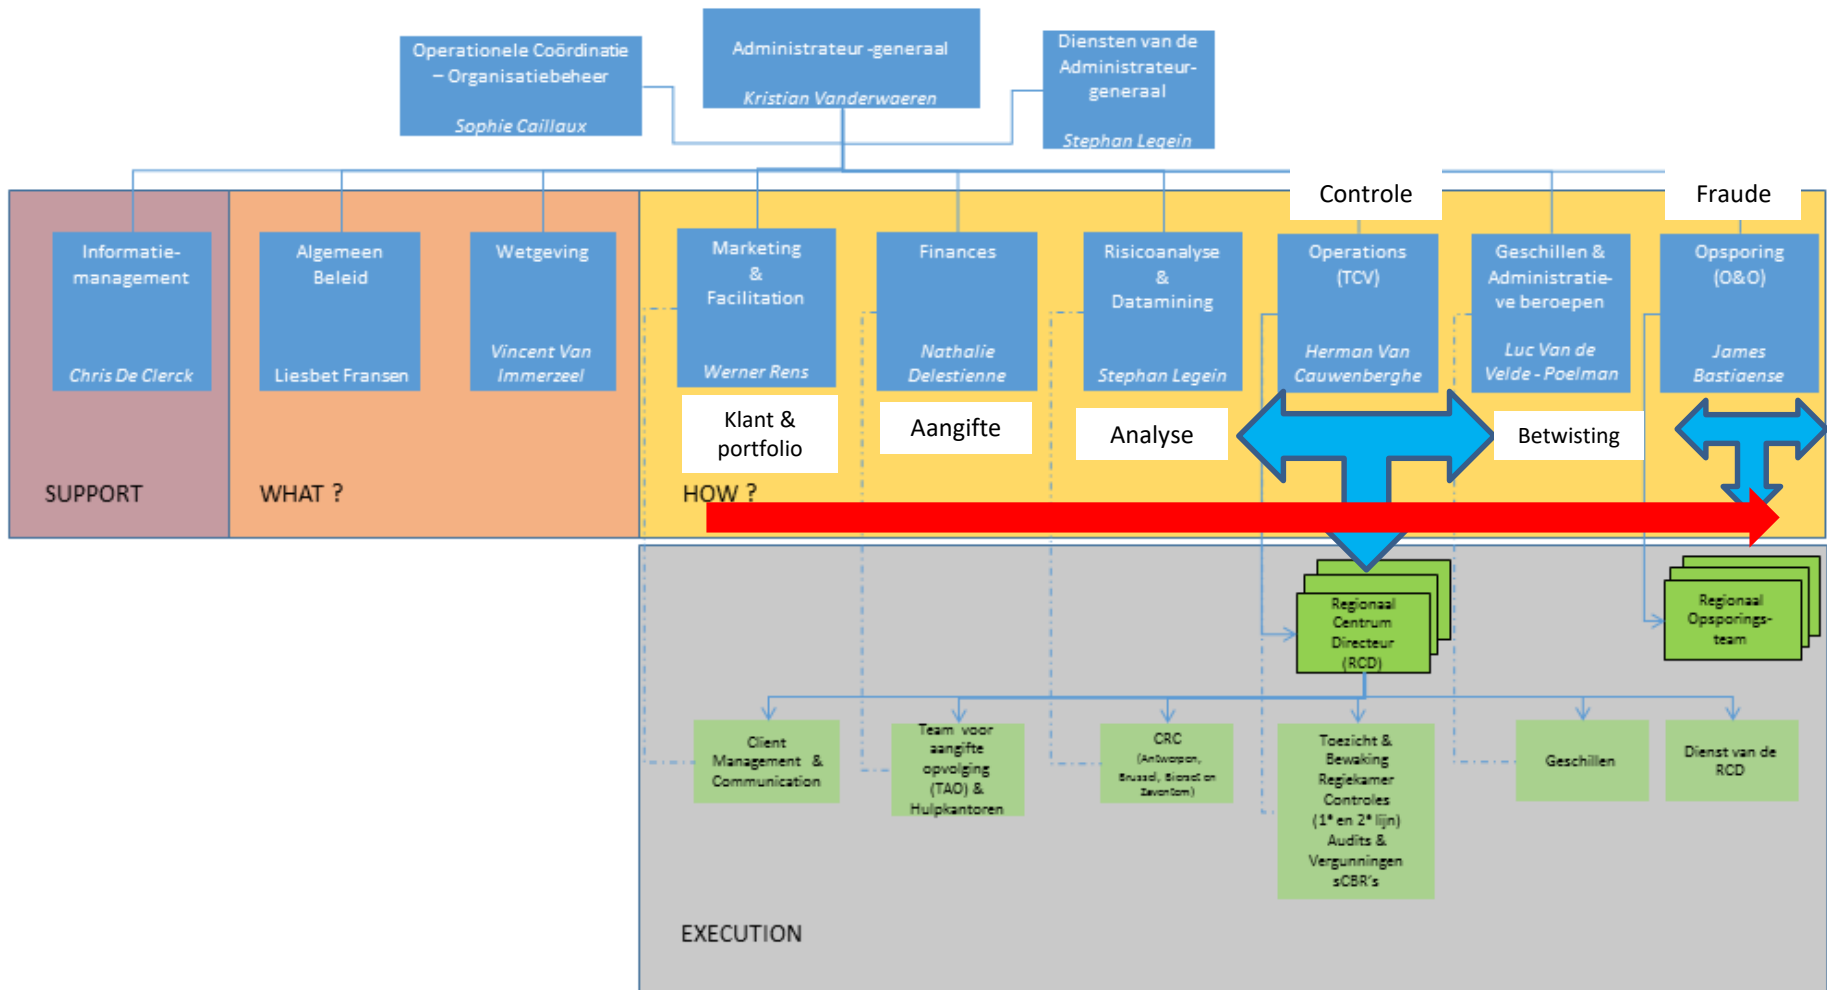 Operationele Coördinatie
– Organisatiebeheer
Sophie Caillaux
Administrateur -generaal
Kristian Vanderwaeren
Diensten van de
Administrateur-
generaal
Stephan Legein
Controle
Fraude
Informatie-
management
Chris De Clerck
Algemeen
Beleid
Liesbet Fransen
Wetgeving
Vincent Van
Immerzeel
Marketing
&
Facilitation
Werner Rens
Finances
Nathalie
Delestienne
Risicoanalyse
&
Datamining
Stephan Legein
Operations
(TCV)
Herman Van
Cauwenberghe
Geschillen &
Administratie-
ve beroepen
Luc Van de
Velde - Poelman
Opsporing
(O&O)
James
Bastiaense
Klant &
portfolio
Aangifte
Analyse
Betwisting
SUPPORT
WHAT ?
HOW ?
Regionaal
Centrum
Directeur
(RCD)
Regionaal
Opsporings-
team
Client
Management &
Communication
Team voor
aangifte
opvolging
(TAO) &
Hulpkantoren
CRC
(Antwerpen,
Brussel, Bierset en
Zaventem)
Toezicht &
Bewaking
Regiekamer
Controles
(1ᵉ en 2ᵉ lijn)
Audits &
Vergunningen
sCBR's
Geschillen
Dienst van de
RCD
EXECUTION